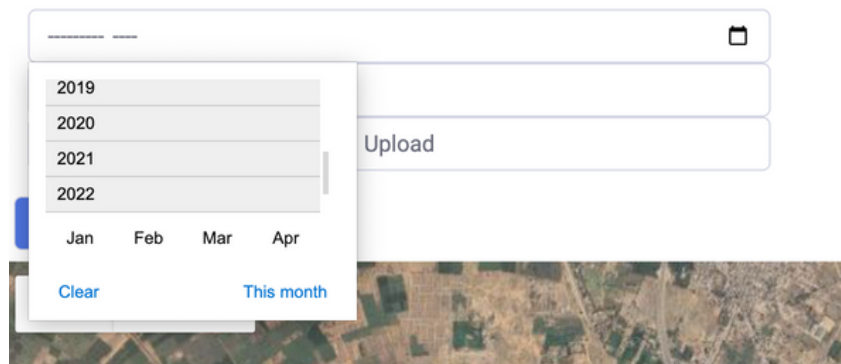 --------- ----
2019
2020
2021
Upload
2022
Jan Feb Mar Apr
Clear This month